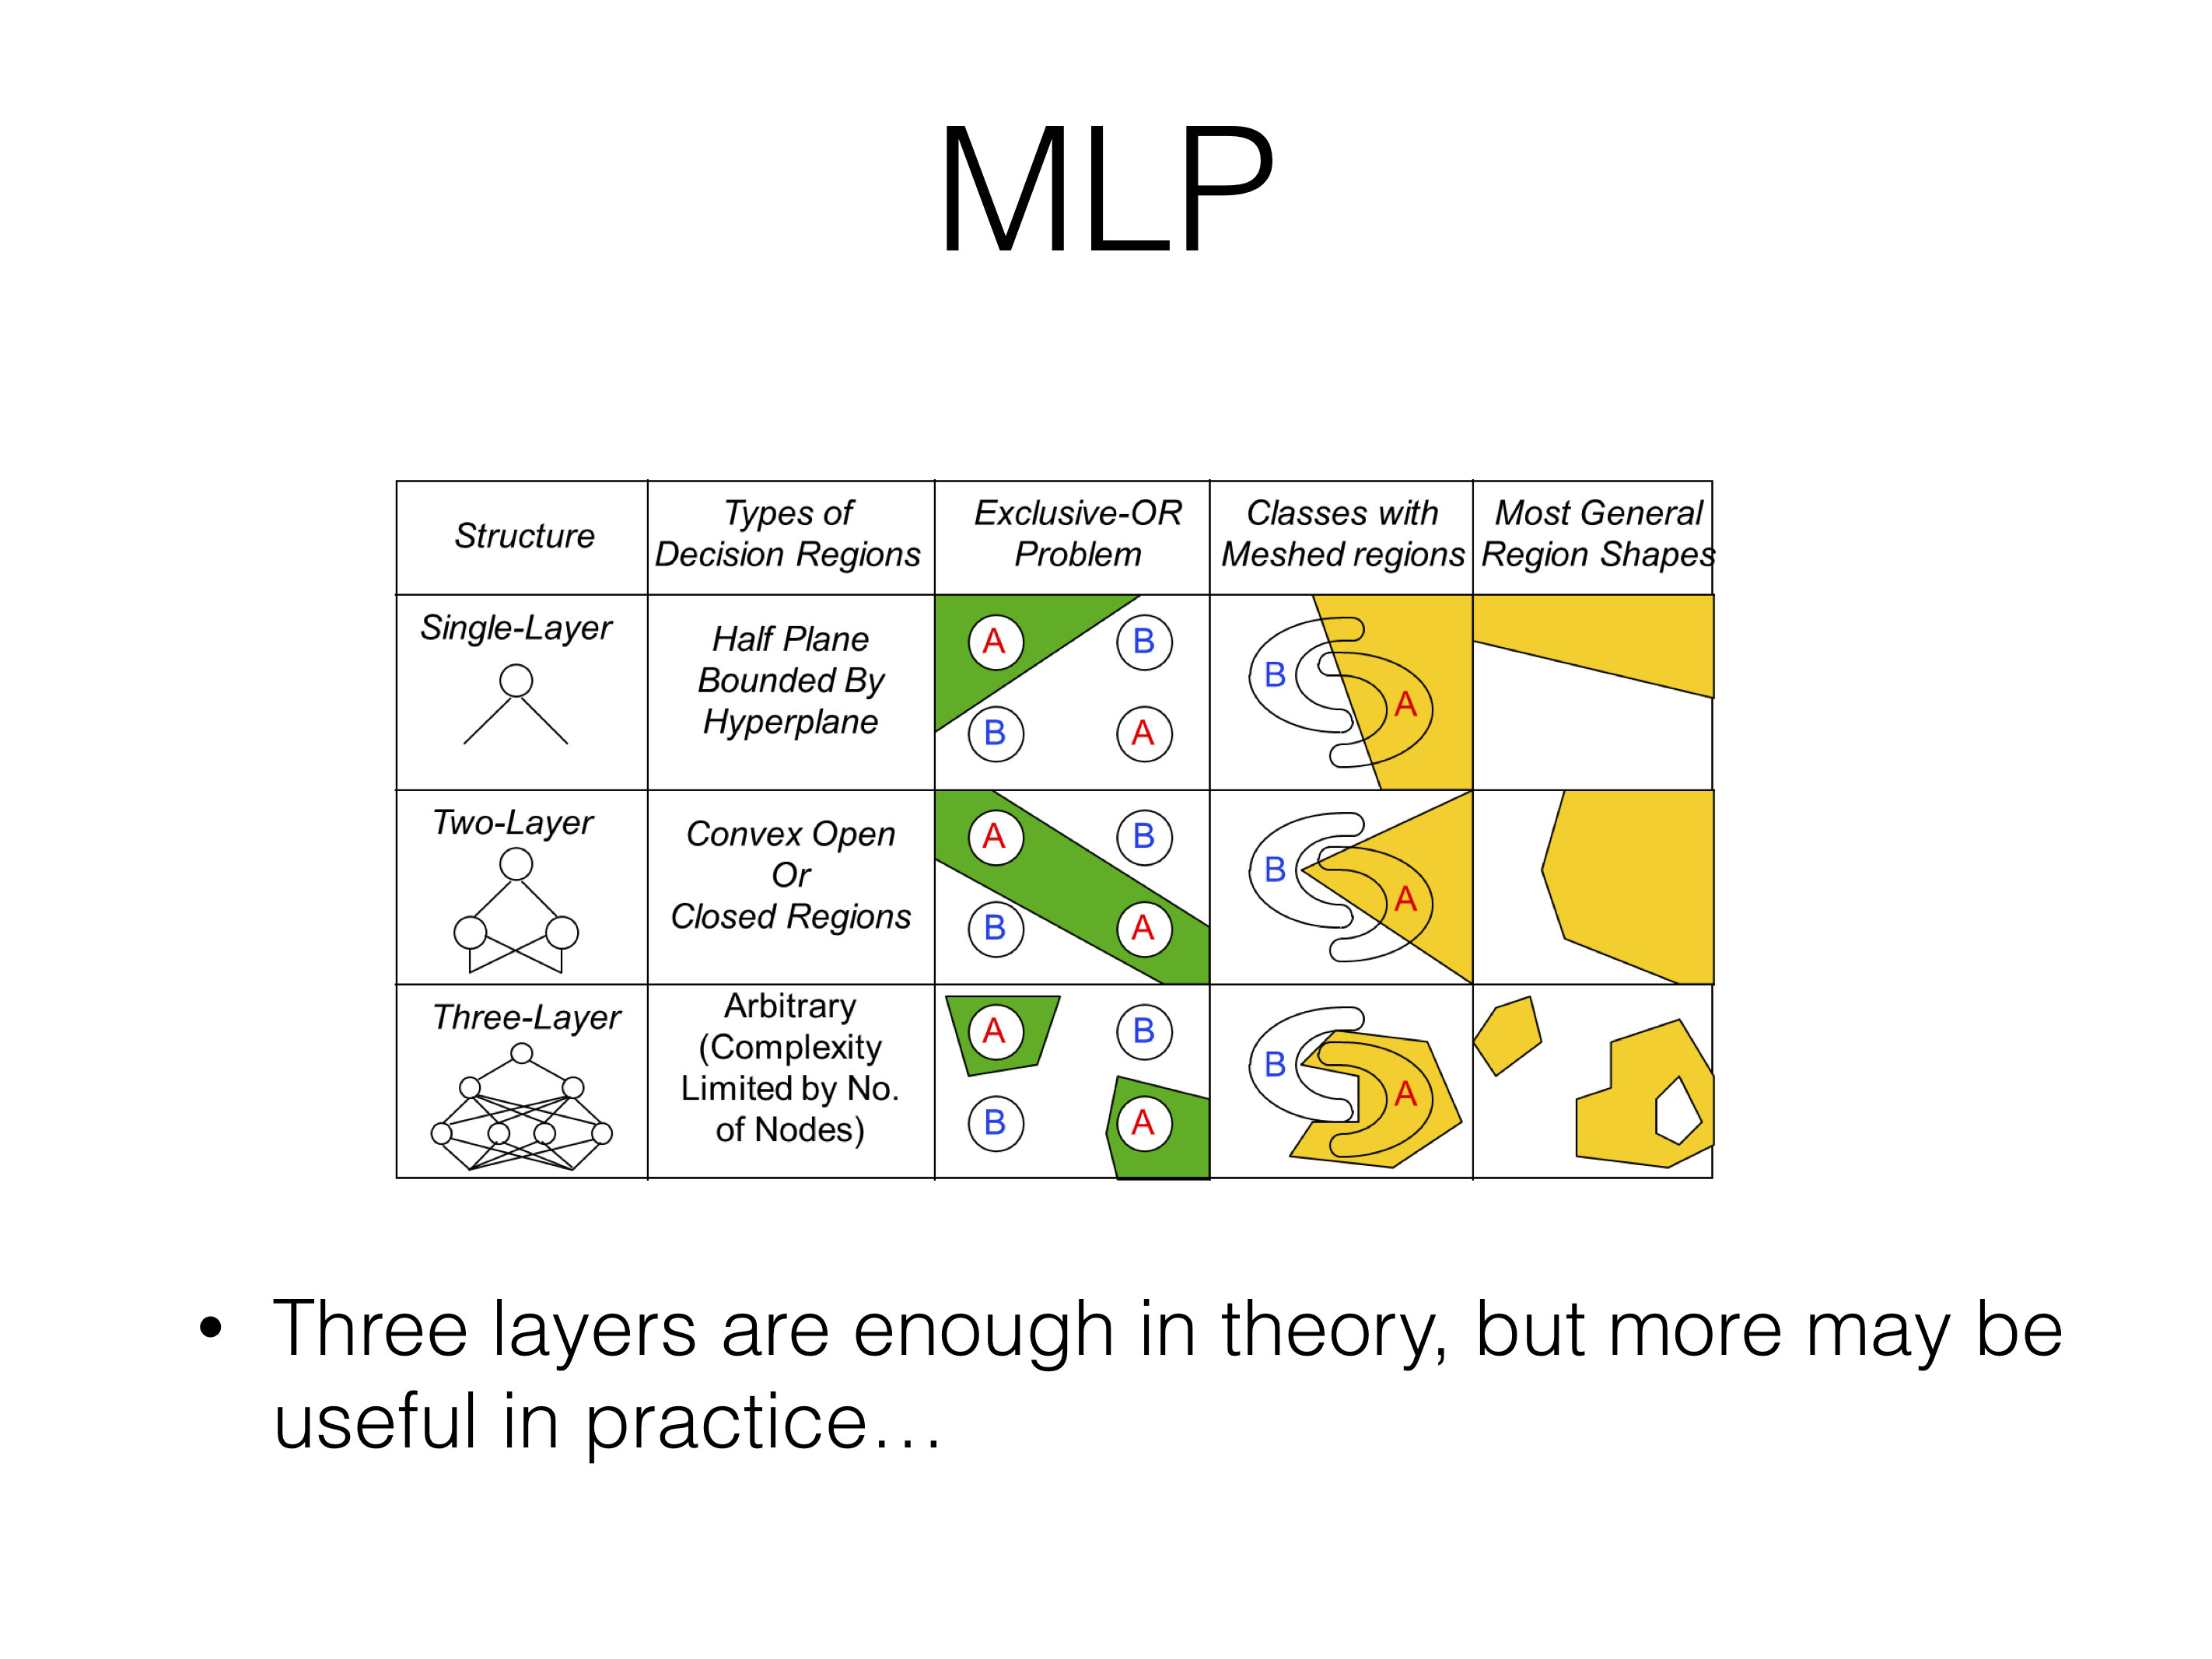 MLP
Structure
Types of
Decision Regions
Exclusive-OR
Problem
Classes with
Meshed regions
Most General
Region Shapes
Single-Layer
Half Plane
Bounded By
Hyperplane
A
B
B
A
B
A
Two-Layer
Convex Open
Or
Closed Regions
A
B
B
A
B
A
Three-Layer
Arbitrary
(Complexity
Limited by No.
of Nodes)
A
B
B
A
B
A
• Three layers are enough in theory, but more may be
useful in practice…